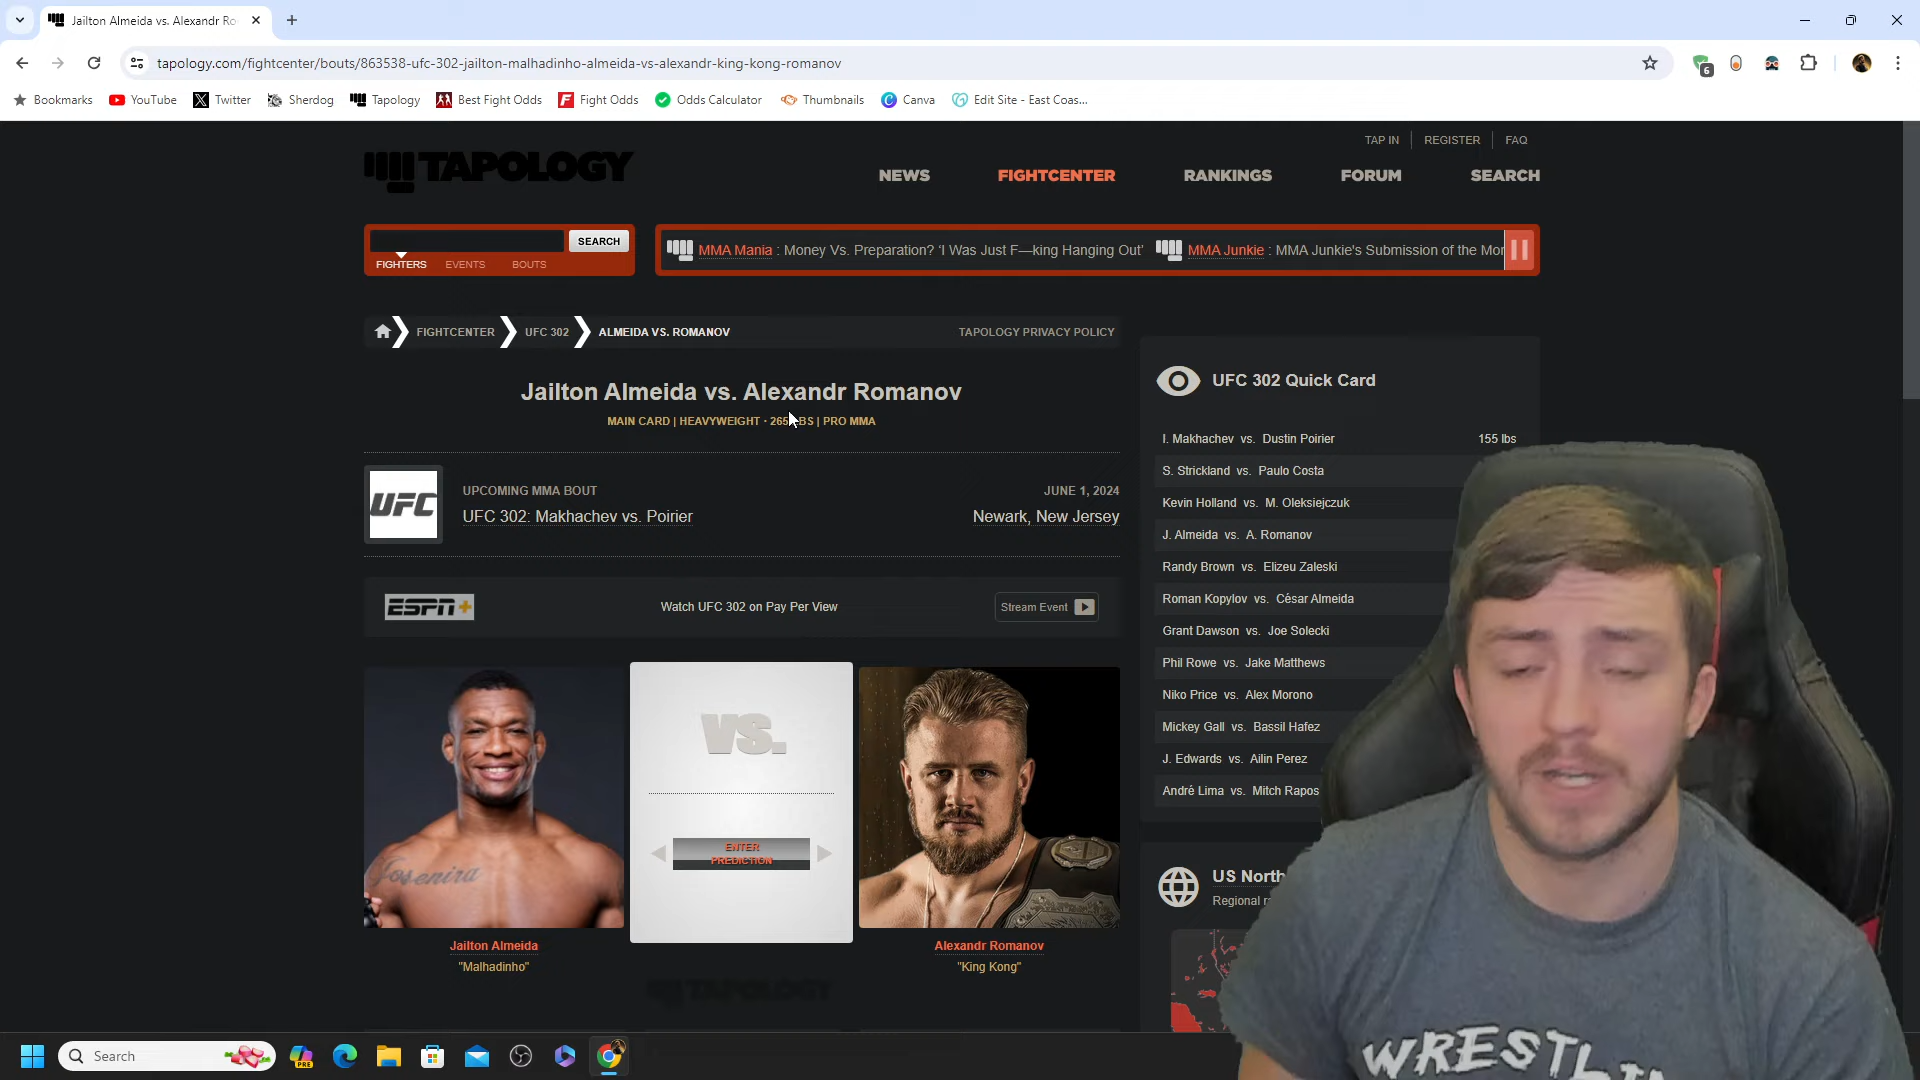 Jailton Almeida vs. Alexandr Ro
tapology.com/fightcenter/bouts/863538-ufc-302-jailton-malhadinho-almeida-vs-alexandr-king-kong-romanov
6
Bookmarks YouTube Twitter Sherdog Tapology Best Fight Odds Fight Odds Odds Calculator Thumbnails Canva Edit Site - East Coas...
TAP IN REGISTER FAQ
TAPOLOGY
NEWS FIGHTCENTER RANKINGS FORUM SEARCH
SEARCH
FIGHTERS EVENTS BOUTS
MMA Mania : Money Vs. Preparation? 'I Was Just F—king Hanging Out' MMA Junkie : MMA Junkie's Submission of the Mor
FIGHTCENTER UFC 302 ALMEIDA VS. ROMANOV TAPOLOGY PRIVACY POLICY
Jailton Almeida vs. Alexandr Romanov
MAIN CARD | HEAVYWEIGHT · 265 LBS | PRO MMA
UFC
UPCOMING MMA BOUT
UFC 302: Makhachev vs. Poirier
JUNE 1, 2024
Newark, New Jersey
ESPN+
Watch UFC 302 on Pay Per View
Stream Event
VS.
ENTER
PREDICTION
Josenira
Jailton Almeida
"Malhadinho"
Alexandr Romanov
"King Kong"
TAPOLOGY
UFC 302 Quick Card
I. Makhachev vs. Dustin Poirier 155 lbs
S. Strickland vs. Paulo Costa
Kevin Holland vs. M. Oleksiejczuk
J. Almeida vs. A. Romanov
Randy Brown vs. Elizeu Zaleski
Roman Kopylov vs. César Almeida
Grant Dawson vs. Joe Solecki
Phil Rowe vs. Jake Matthews
Niko Price vs. Alex Morono
Mickey Gall vs. Bassil Hafez
J. Edwards vs. Ailin Perez
André Lima vs. Mitch Rapos
US North
Regional r
WRESTLIN
Search
PRE